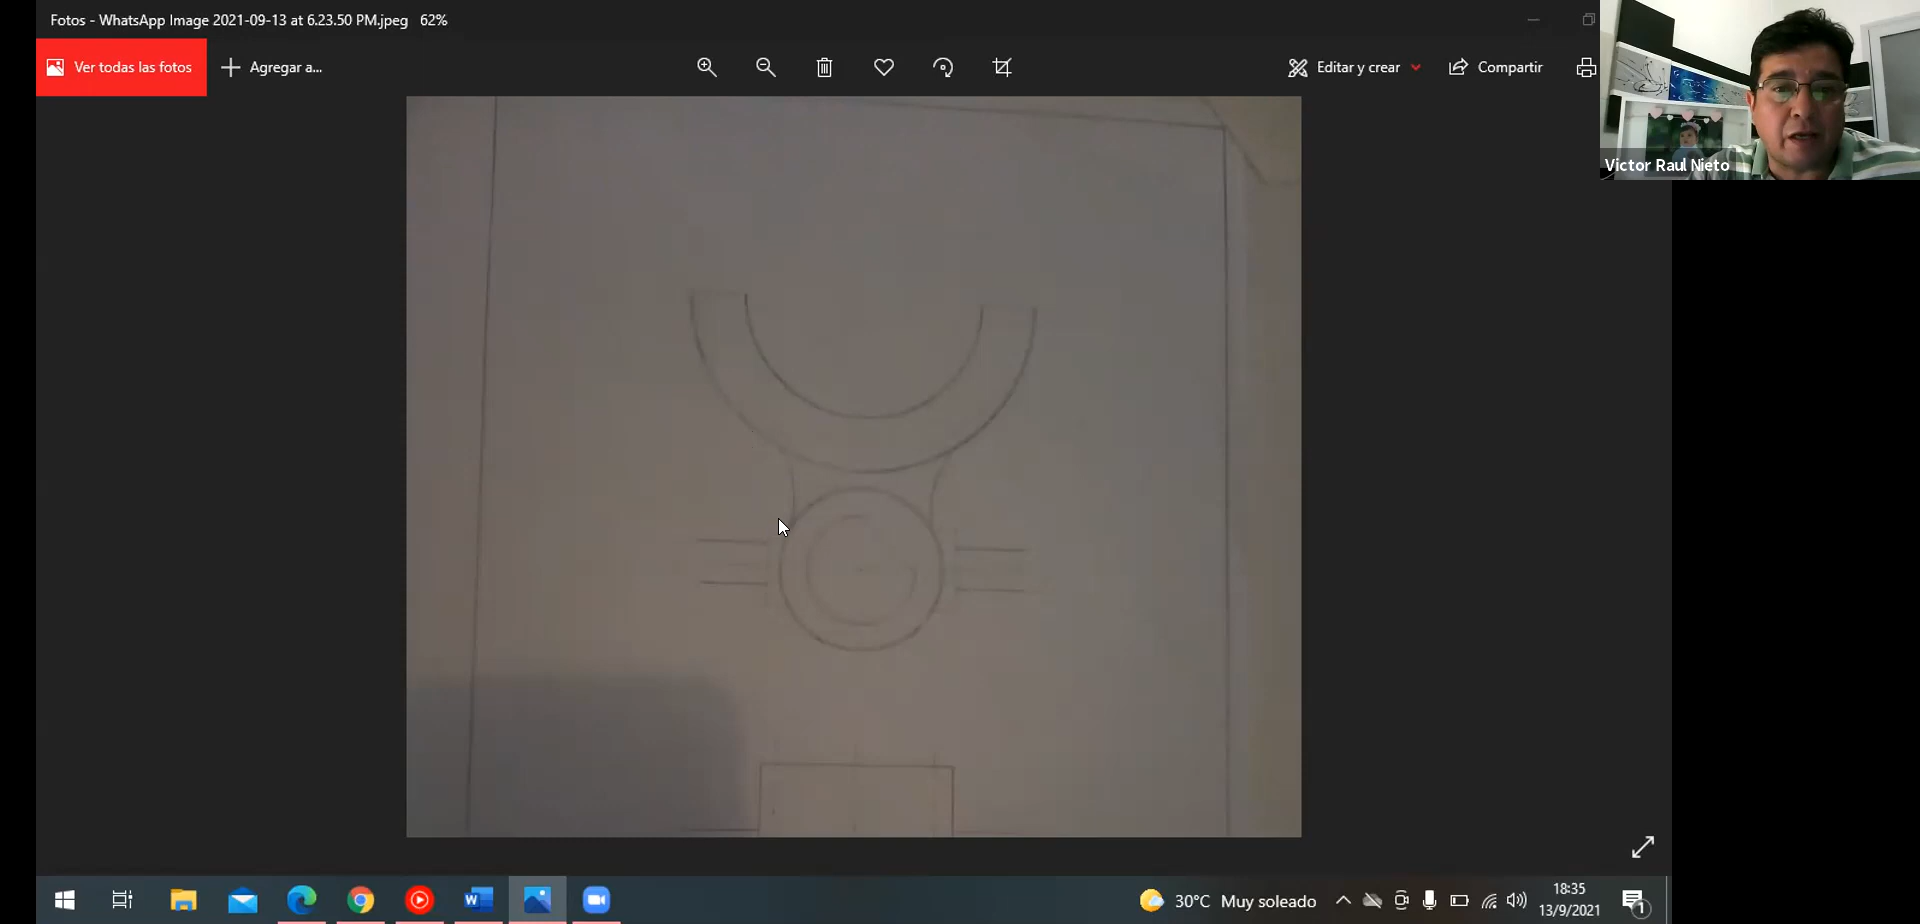 Fotos - WhatsApp Image 2021-09-13 at 6.23.50 PM.jpeg 62%
Ver todas las fotos
Agregar a...
Editar y crear
Compartir
Victor Raul Nieto
30°C Muy soleado
18:35
13/9/2021
1